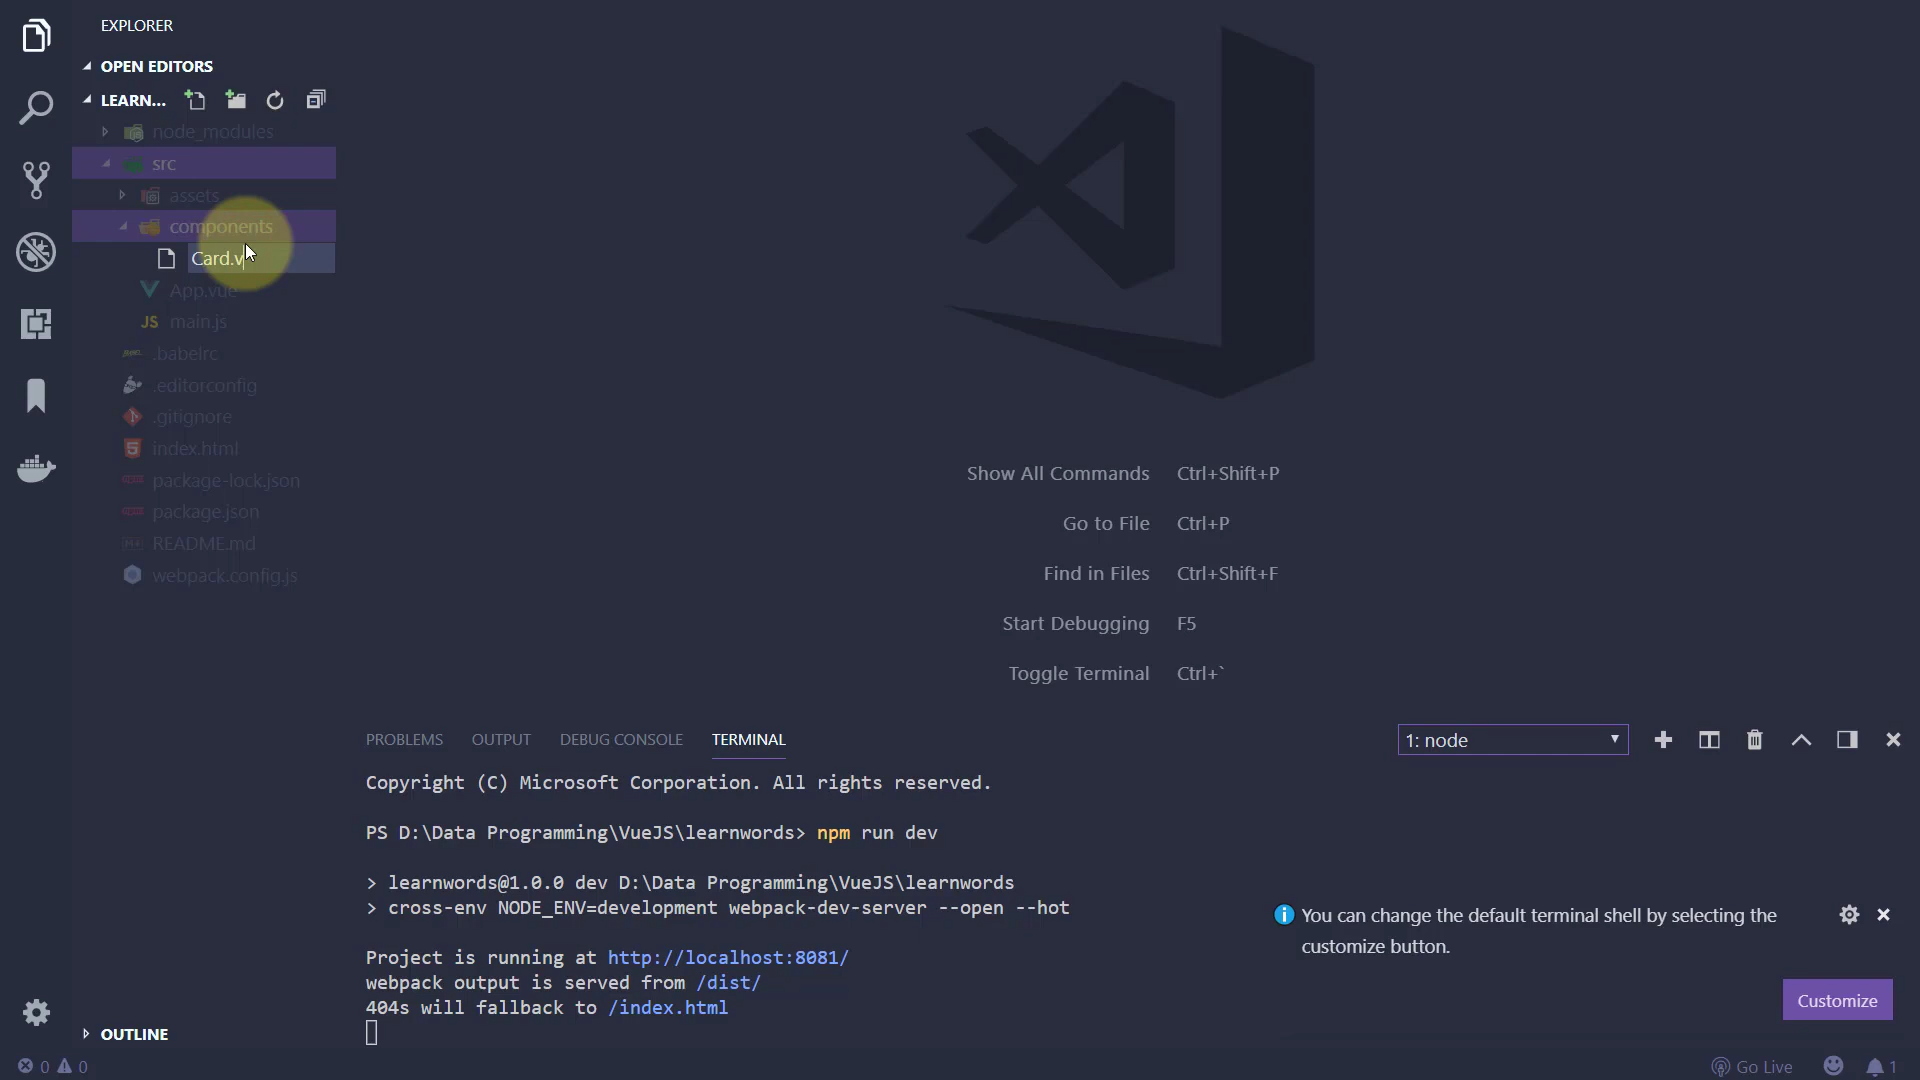 EXPLORER
OPEN EDITORS
LEARN...
node_modules
src
assets
components
Card.v
App.vue
JS main.js
.babelrc
.editorconfig
.gitignore
index.html
package-lock.json
package.json
README.md
webpack.config.js
OUTLINE
Show All Commands Ctrl+Shift+P
Go to File Ctrl+P
Find in Files Ctrl+Shift+F
Start Debugging F5
Toggle Terminal Ctrl+`
PROBLEMS OUTPUT DEBUG CONSOLE TERMINAL 1: node
Copyright (C) Microsoft Corporation. All rights reserved.
PS D:\Data Programming\VueJS\learnwords> npm run dev
> learnwords@1.0.0 dev D:\Data Programming\VueJS\learnwords
> cross-env NODE_ENV=development webpack-dev-server --open --hot
Project is running at http://localhost:8081/
webpack output is served from /dist/
404s will fallback to /index.html
You can change the default terminal shell by selecting the
customize button.
Customize
0 0 Go Live 1